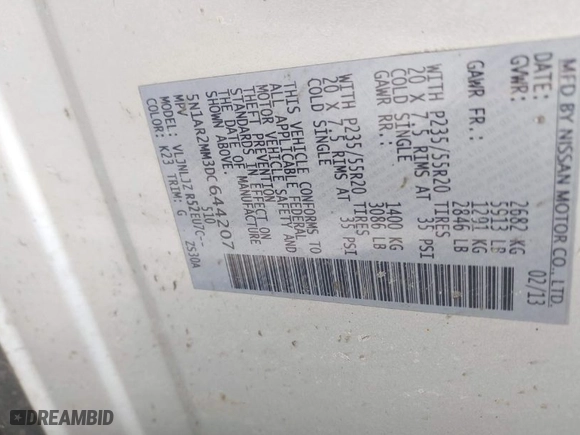 MFD BY NISSAN MOTOR CO., LTD.
DATE: 02/13
GVWR: 2682 KG
5913 LB
GAWR FR.: 1291 KG
2846 LB
WITH P235/55R20 TIRES
20 X 7.5 RIMS AT 35 PSI
COLD SINGLE
GAWR RR.: 1400 KG
3086 LB
WITH P235/55R20 TIRES
20 X 7.5 RIMS AT 35 PSI
COLD SINGLE
THIS VEHICLE CONFORMS TO
ALL APPLICABLE FEDERAL
MOTOR VEHICLE SAFETY AND
THEFT PREVENTION
STANDARDS IN EFFECT ON
THE DATE OF MANUFACTURE
SHOWN ABOVE.
5N1AR2MM3DC644207
MPV 510
MODEL: VLJNLJZ R52EUJ7C-- ZS30A
COLOR: K23 TRIM: G
DREAMBID